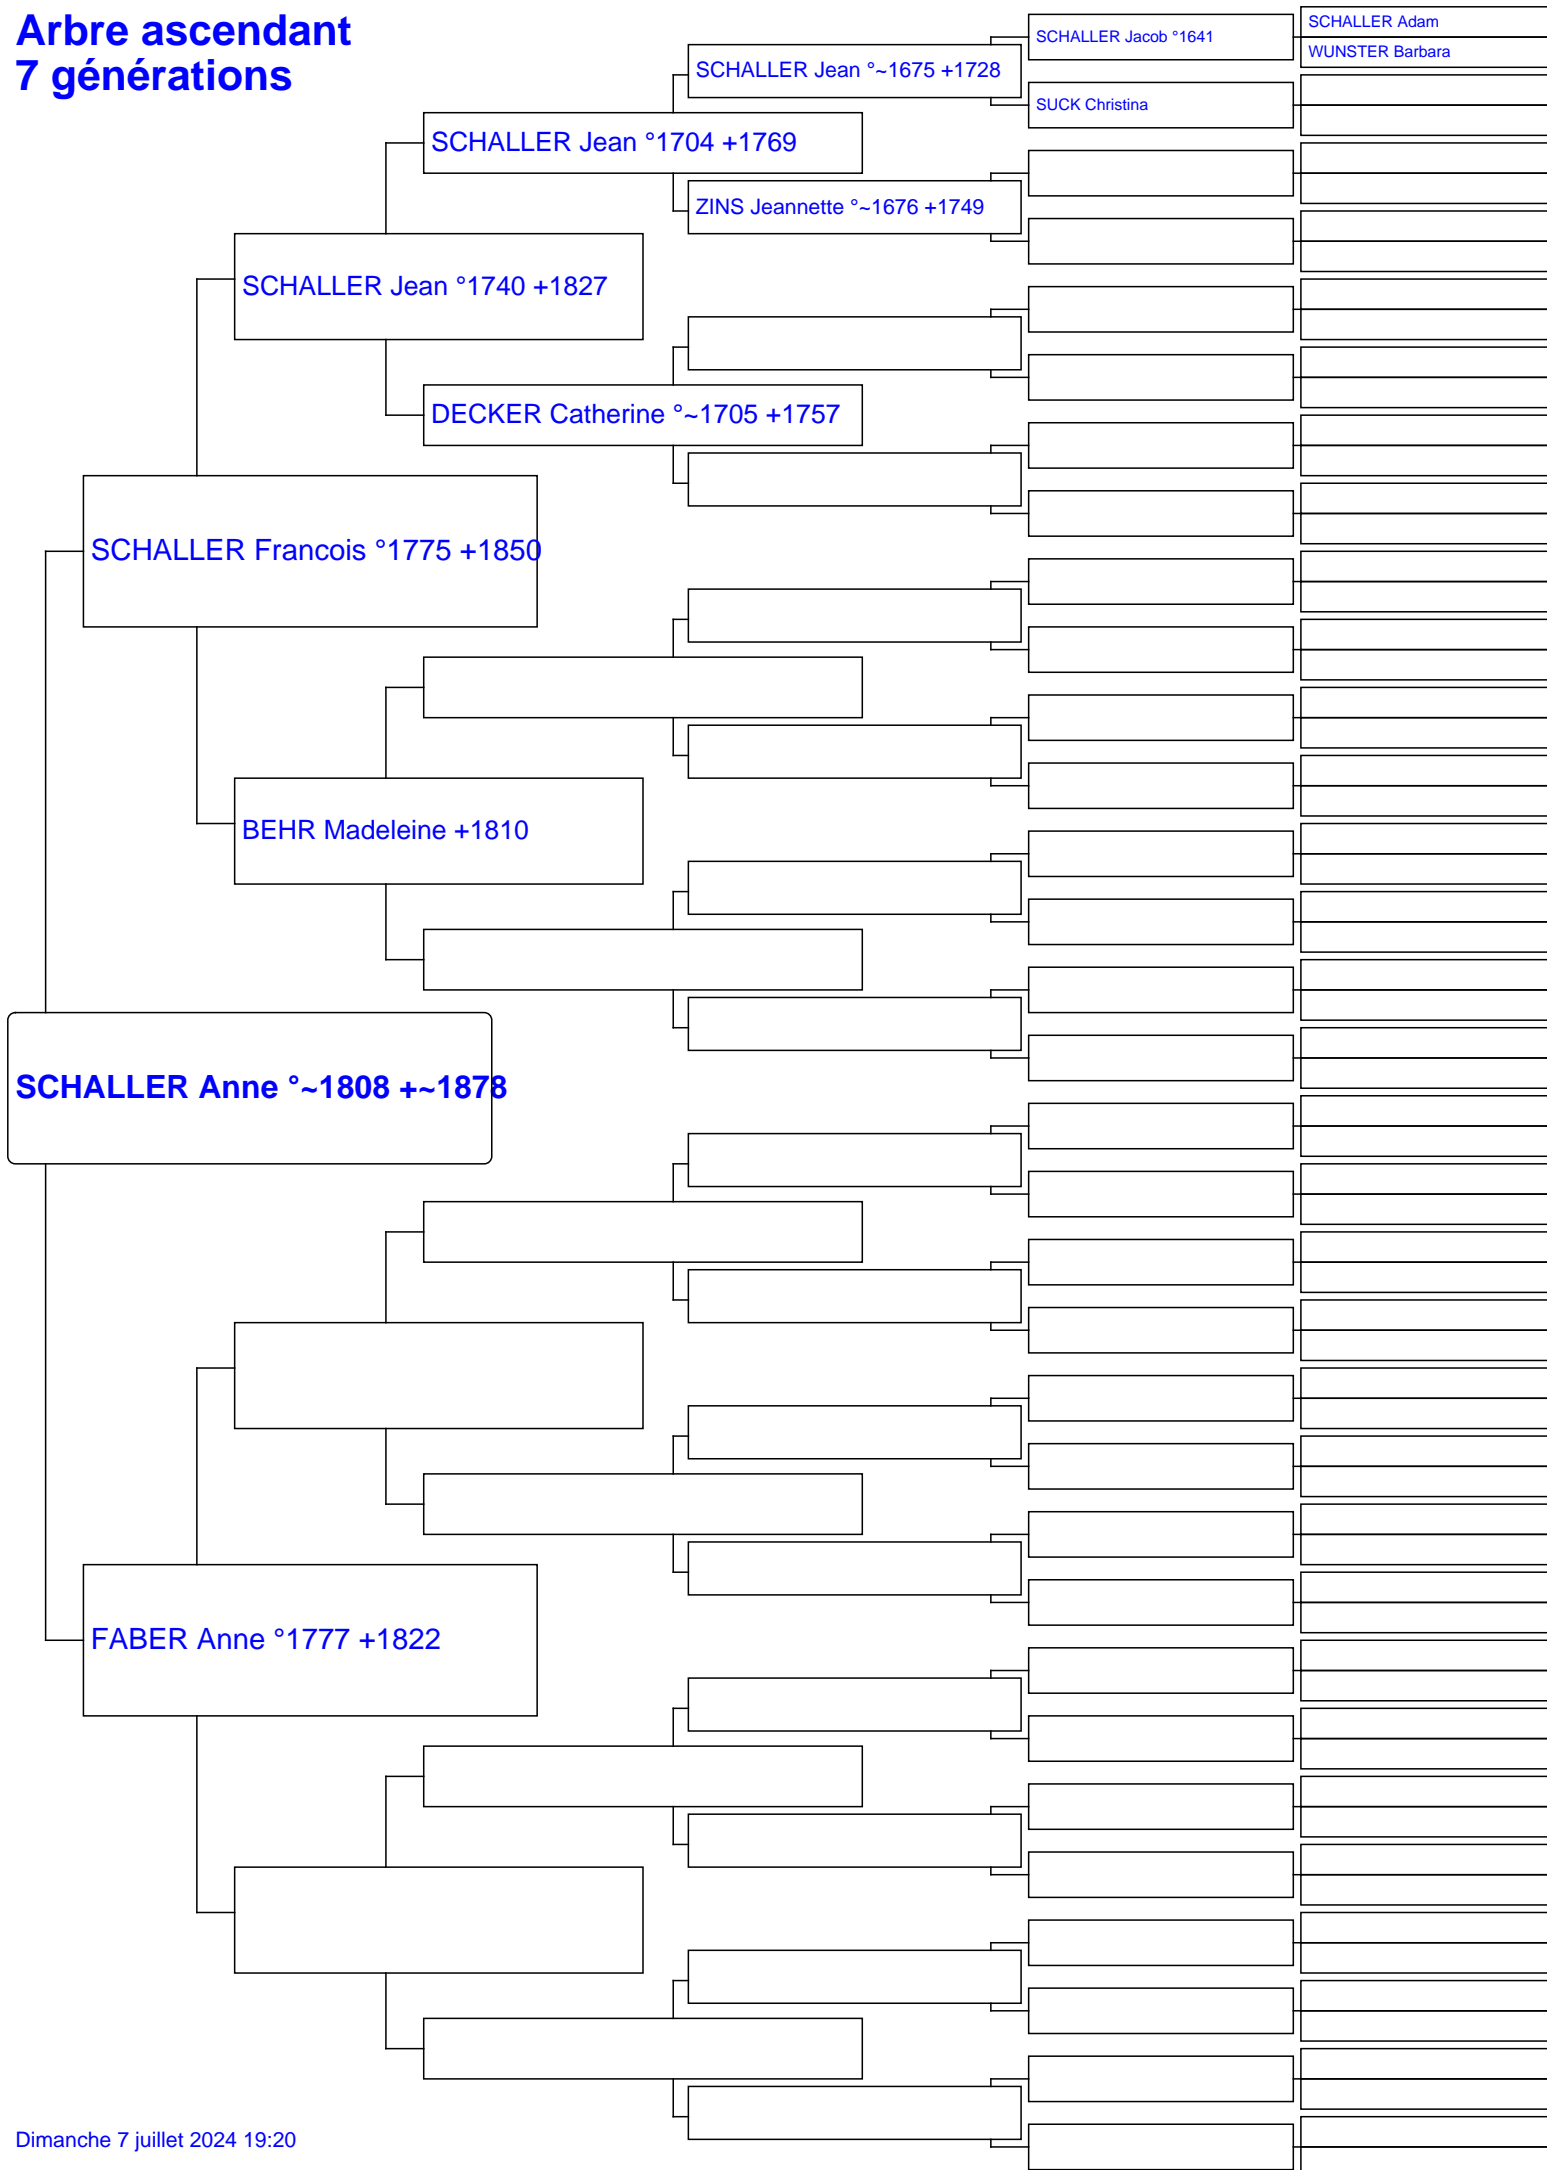 Arbre ascendant
7 générations
SCHALLER Adam
WUNSTER Barbara
SCHALLER Jacob °1641
SCHALLER Jean °~1675 +1728
SUCK Christina
SCHALLER Jean °1704 +1769
ZINS Jeannette °~1676 +1749
SCHALLER Jean °1740 +1827
DECKER Catherine °~1705 +1757
SCHALLER Francois °1775 +1850
BEHR Madeleine +1810
SCHALLER Anne °~1808 +~1878
FABER Anne °1777 +1822
Dimanche 7 juillet 2024 19:20